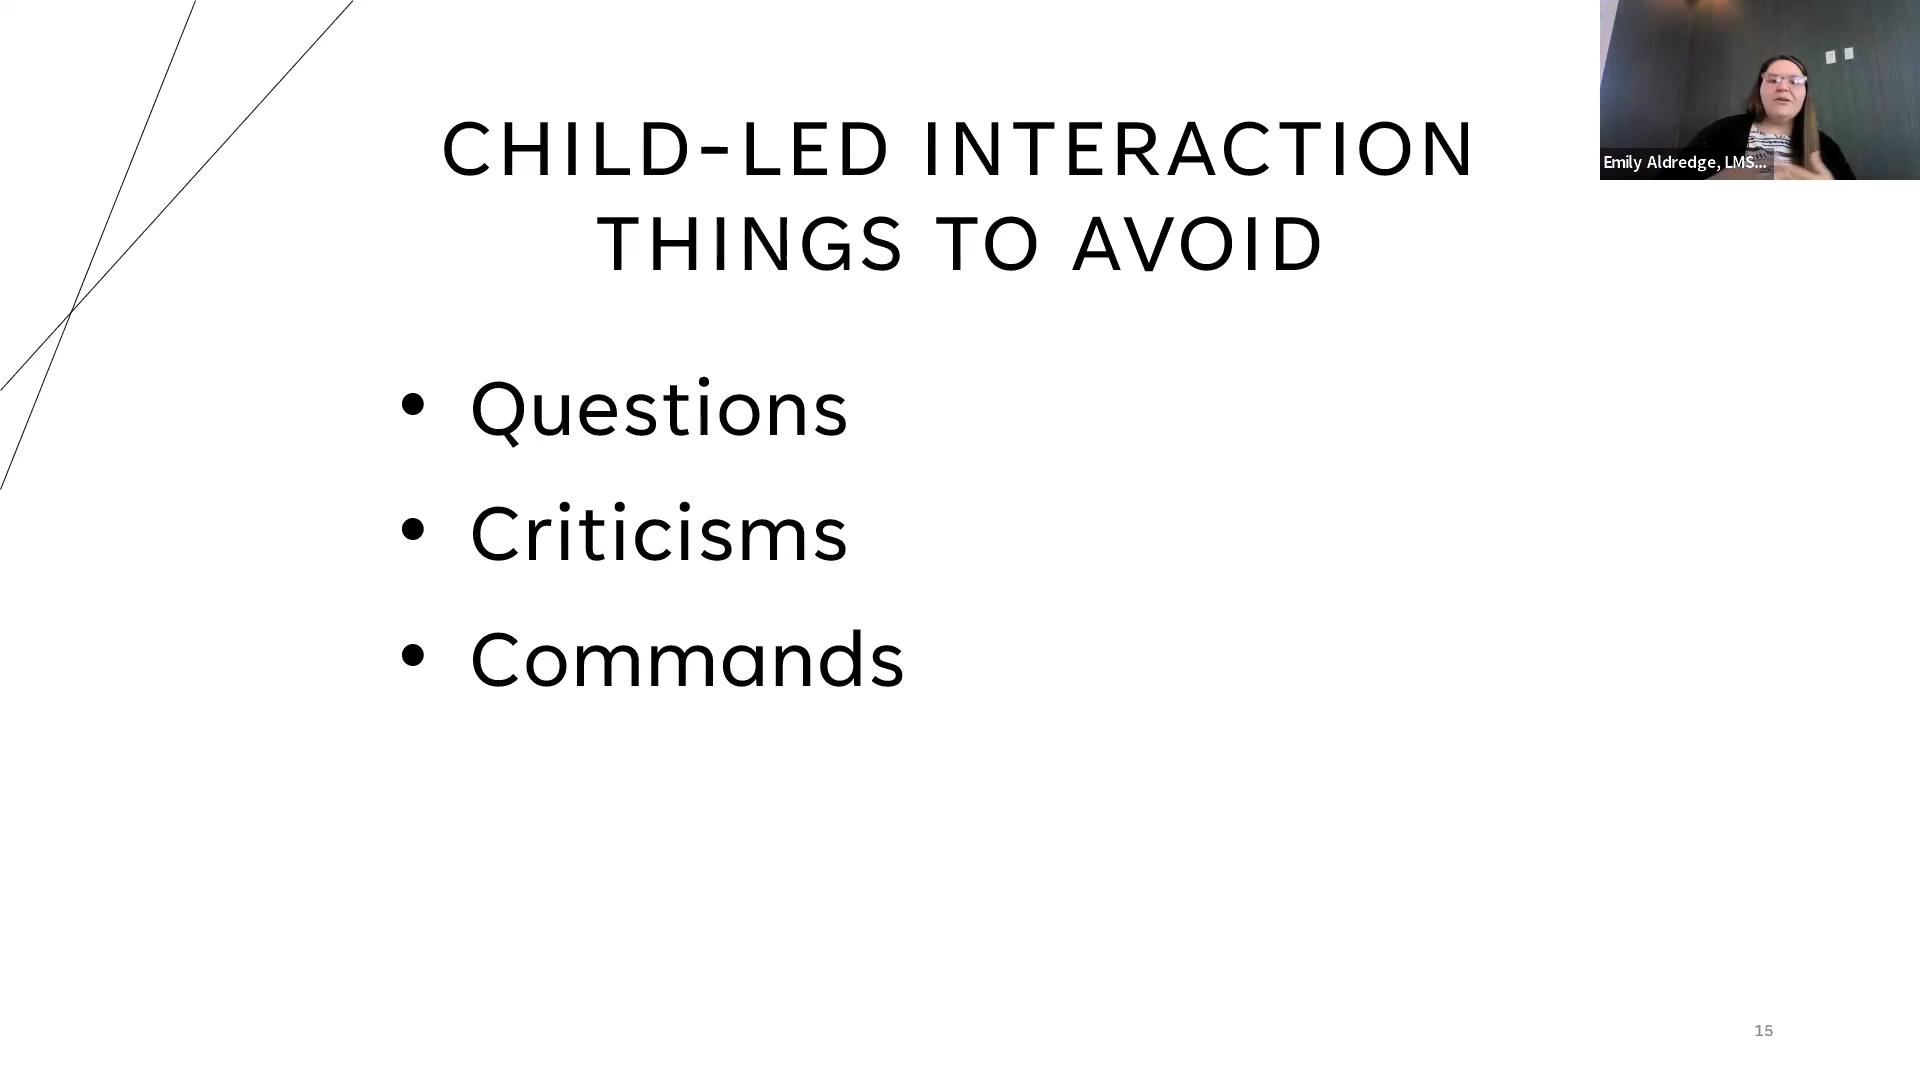 CHILD-LED INTERACTION
THINGS TO AVOID
• Questions
• Criticisms
• Commands
Emily Aldredge, LMS...
15